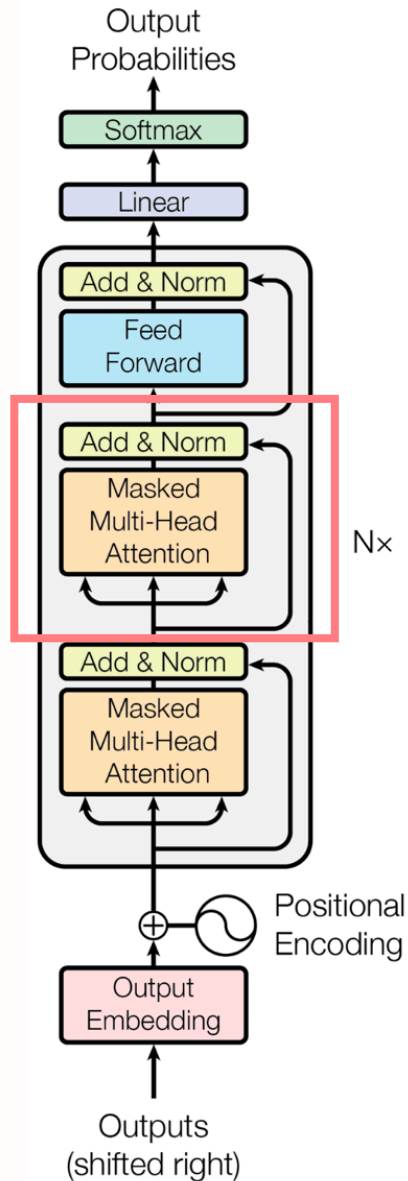 Output
Probabilities
Softmax
Linear
Add & Norm
Feed
Forward
Add & Norm
Masked
Multi-Head
Attention
N×
Add & Norm
Masked
Multi-Head
Attention
Positional
Encoding
Output
Embedding
Outputs
(shifted right)